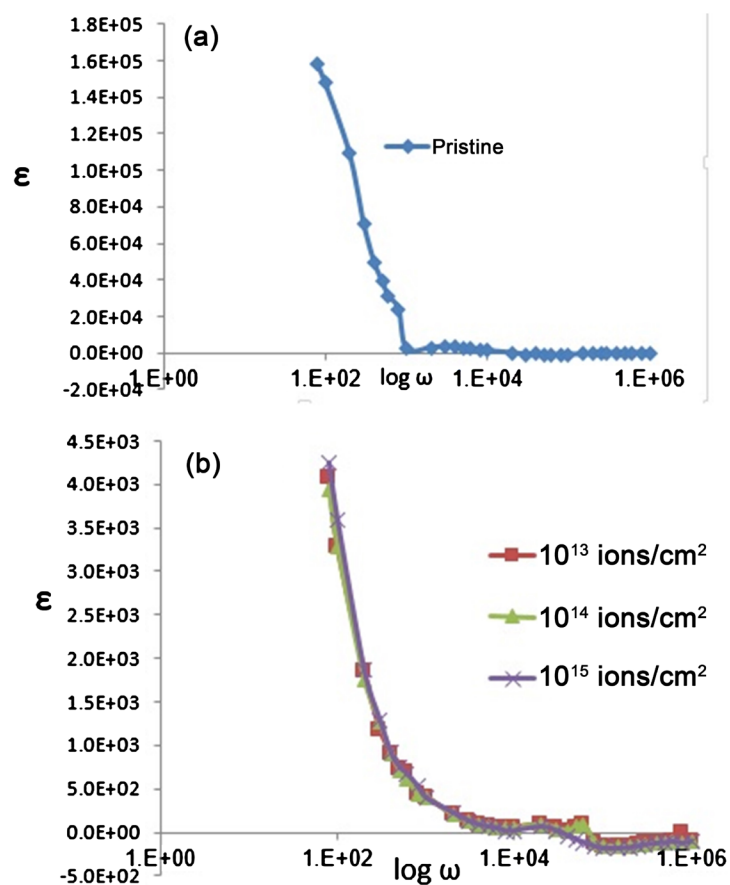 (a)
1.8E+05
1.6E+05
1.4E+05
1.2E+05
1.0E+05
8.0E+04
6.0E+04
4.0E+04
2.0E+04
0.0E+00
-2.0E+04
ε
Pristine
1.E+00 1.E+02 log ω 1.E+04 1.E+06
(b)
4.5E+03
4.0E+03
3.5E+03
3.0E+03
2.5E+03
2.0E+03
1.5E+03
1.0E+03
5.0E+02
0.0E+00
-5.0E+02
ε
10¹³ ions/cm²
10¹⁴ ions/cm²
10¹⁵ ions/cm²
1.E+00 1.E+02 log ω 1.E+04 1.E+06